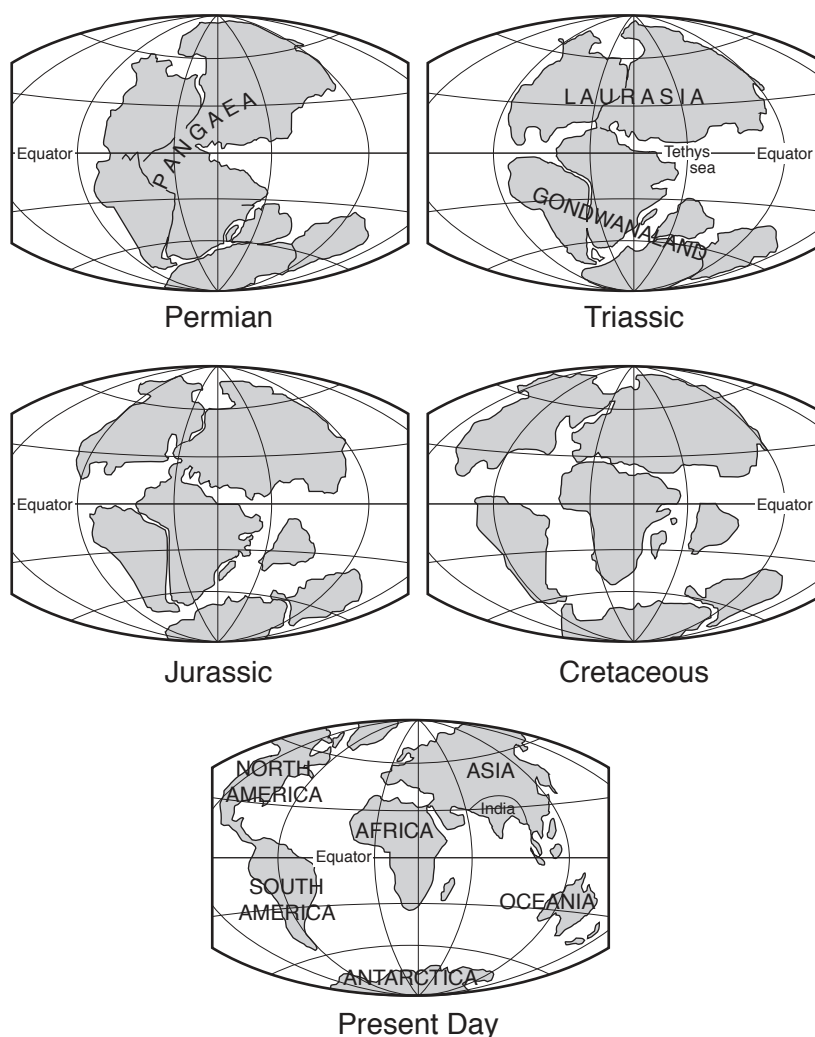 PANGAEA
Equator
Permian
LAURASIA
Tethys
sea
Equator
GONDWANALAND
Triassic
Equator
Jurassic
Equator
Cretaceous
NORTH
AMERICA
ASIA
India
AFRICA
Equator
SOUTH
AMERICA
OCEANIA
ANTARCTICA
Present Day